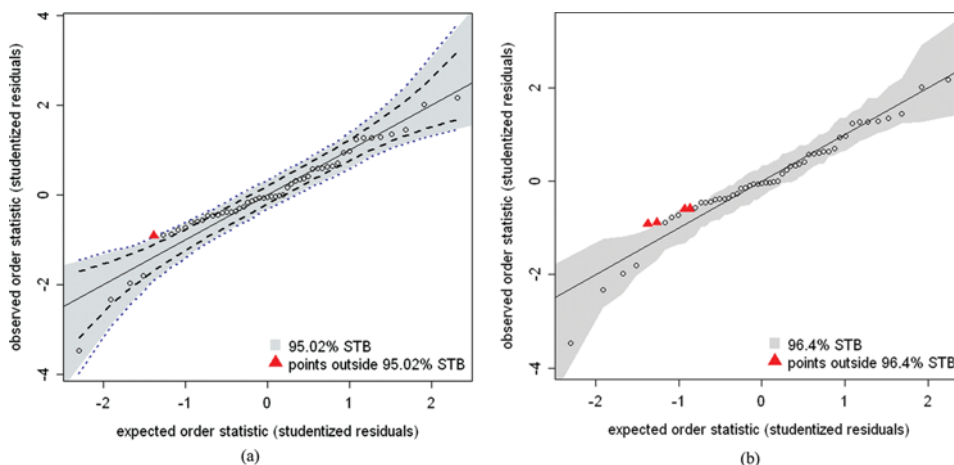 4
2
0
-2
-4
observed order statistic (studentized residuals)
95.02% STB
points outside 95.02% STB
-2
-1
0
1
2
expected order statistic (studentized residuals)
(a)
2
0
-2
-4
observed order statistic (studentized residuals)
96.4% STB
points outside 96.4% STB
-2
-1
0
1
2
expected order statistic (studentized residuals)
(b)